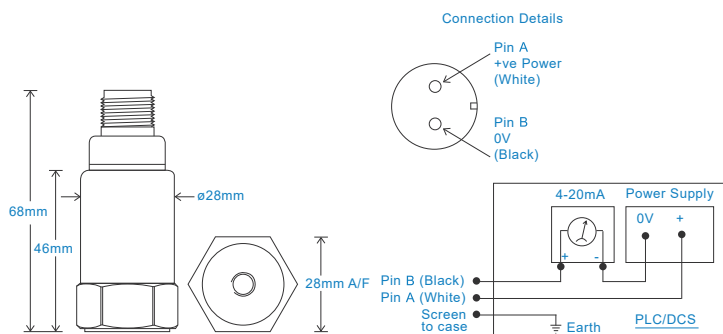 Connection Details
Pin A
+ve Power
(White)
Pin B
0V
(Black)
ø28mm
68mm
46mm
28mm A/F
4-20mA
Power Supply
0V
+
+
-
Pin B (Black)
Pin A (White)
Screen
to case
Earth
PLC/DCS